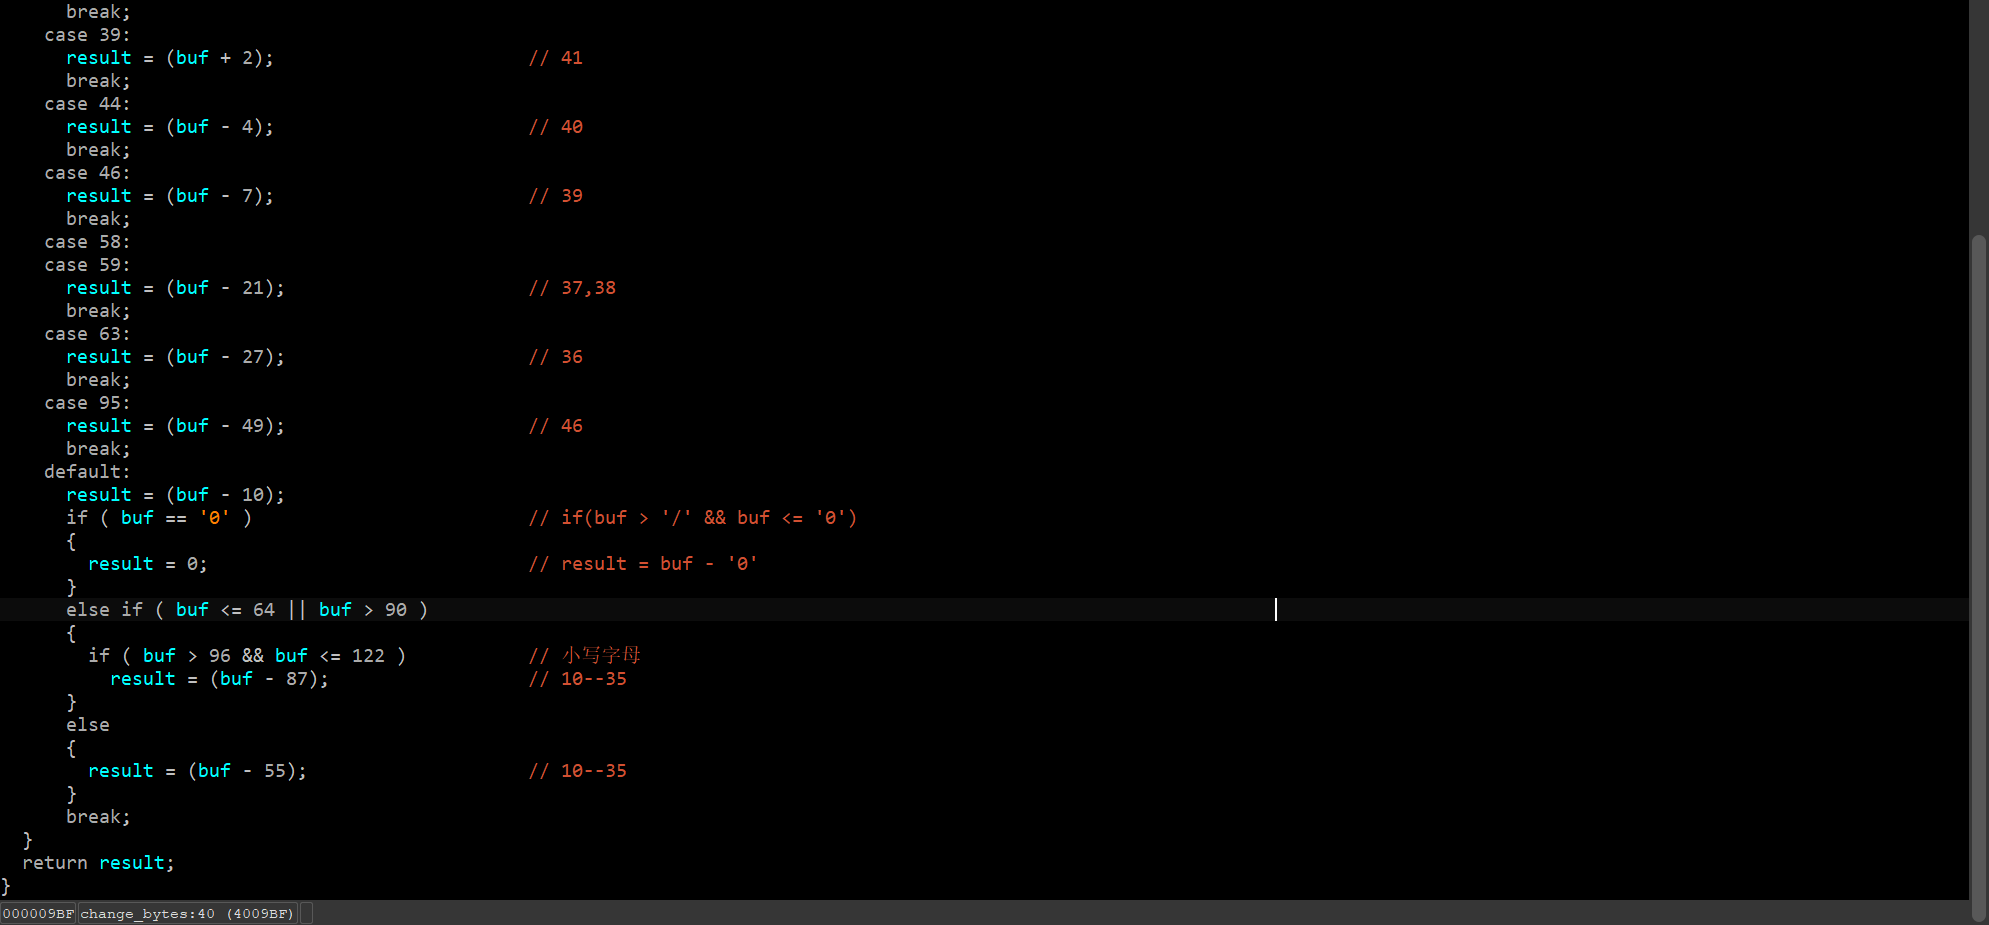 break;
case 39:
result = (buf + 2); // 41
break;
case 44:
result = (buf - 4); // 40
break;
case 46:
result = (buf - 7); // 39
break;
case 58:
case 59:
result = (buf - 21); // 37,38
break;
case 63:
result = (buf - 27); // 36
break;
case 95:
result = (buf - 49); // 46
break;
default:
result = (buf - 10);
if ( buf == '0' ) // if(buf > '/' && buf <= '0')
{
result = 0; // result = buf - '0'
}
else if ( buf <= 64 || buf > 90 )
{
if ( buf > 96 && buf <= 122 ) // 小写字母
result = (buf - 87); // 10--35
}
else
{
result = (buf - 55); // 10--35
}
break;
}
return result;
}
000009BF change_bytes:40 (4009BF)